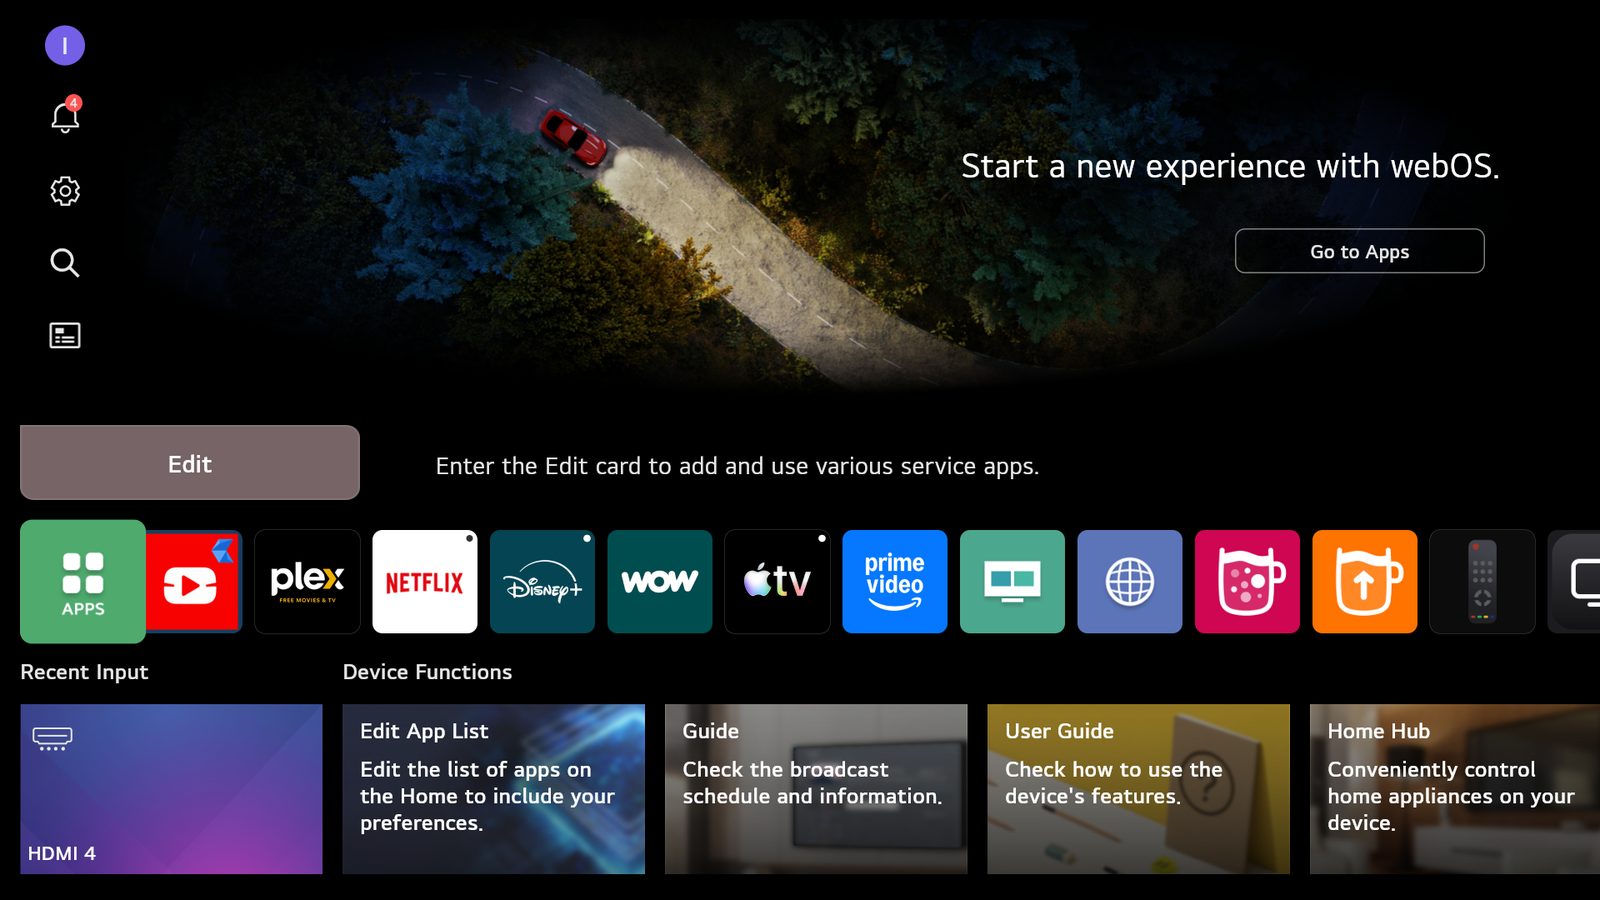 I
4
Start a new experience with webOS.
Go to Apps
Edit
Enter the Edit card to add and use various service apps.
APPS
plex
FREE MOVIES & TV
NETFLIX
Disney+
WOW
tv
prime
video
Recent Input
Device Functions
HDMI 4
Edit App List
Edit the list of apps on
the Home to include your
preferences.
Guide
Check the broadcast
schedule and information.
User Guide
Check how to use the
device's features.
?
Home Hub
Conveniently control
home appliances on your
device.